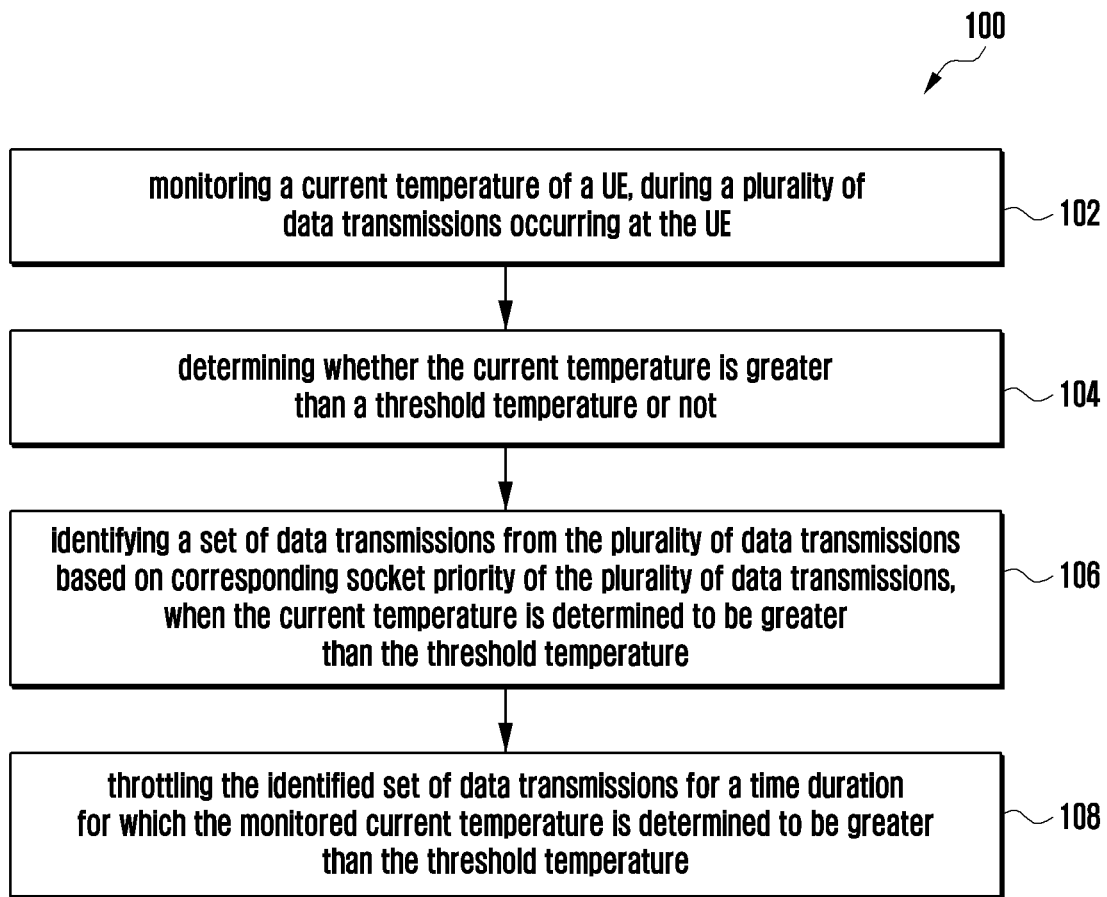 100
monitoring a current temperature of a UE, during a plurality of
data transmissions occurring at the UE
102
determining whether the current temperature is greater
than a threshold temperature or not
104
identifying a set of data transmissions from the plurality of data transmissions
based on corresponding socket priority of the plurality of data transmissions,
when the current temperature is determined to be greater
than the threshold temperature
106
throttling the identified set of data transmissions for a time duration
for which the monitored current temperature is determined to be greater
than the threshold temperature
108